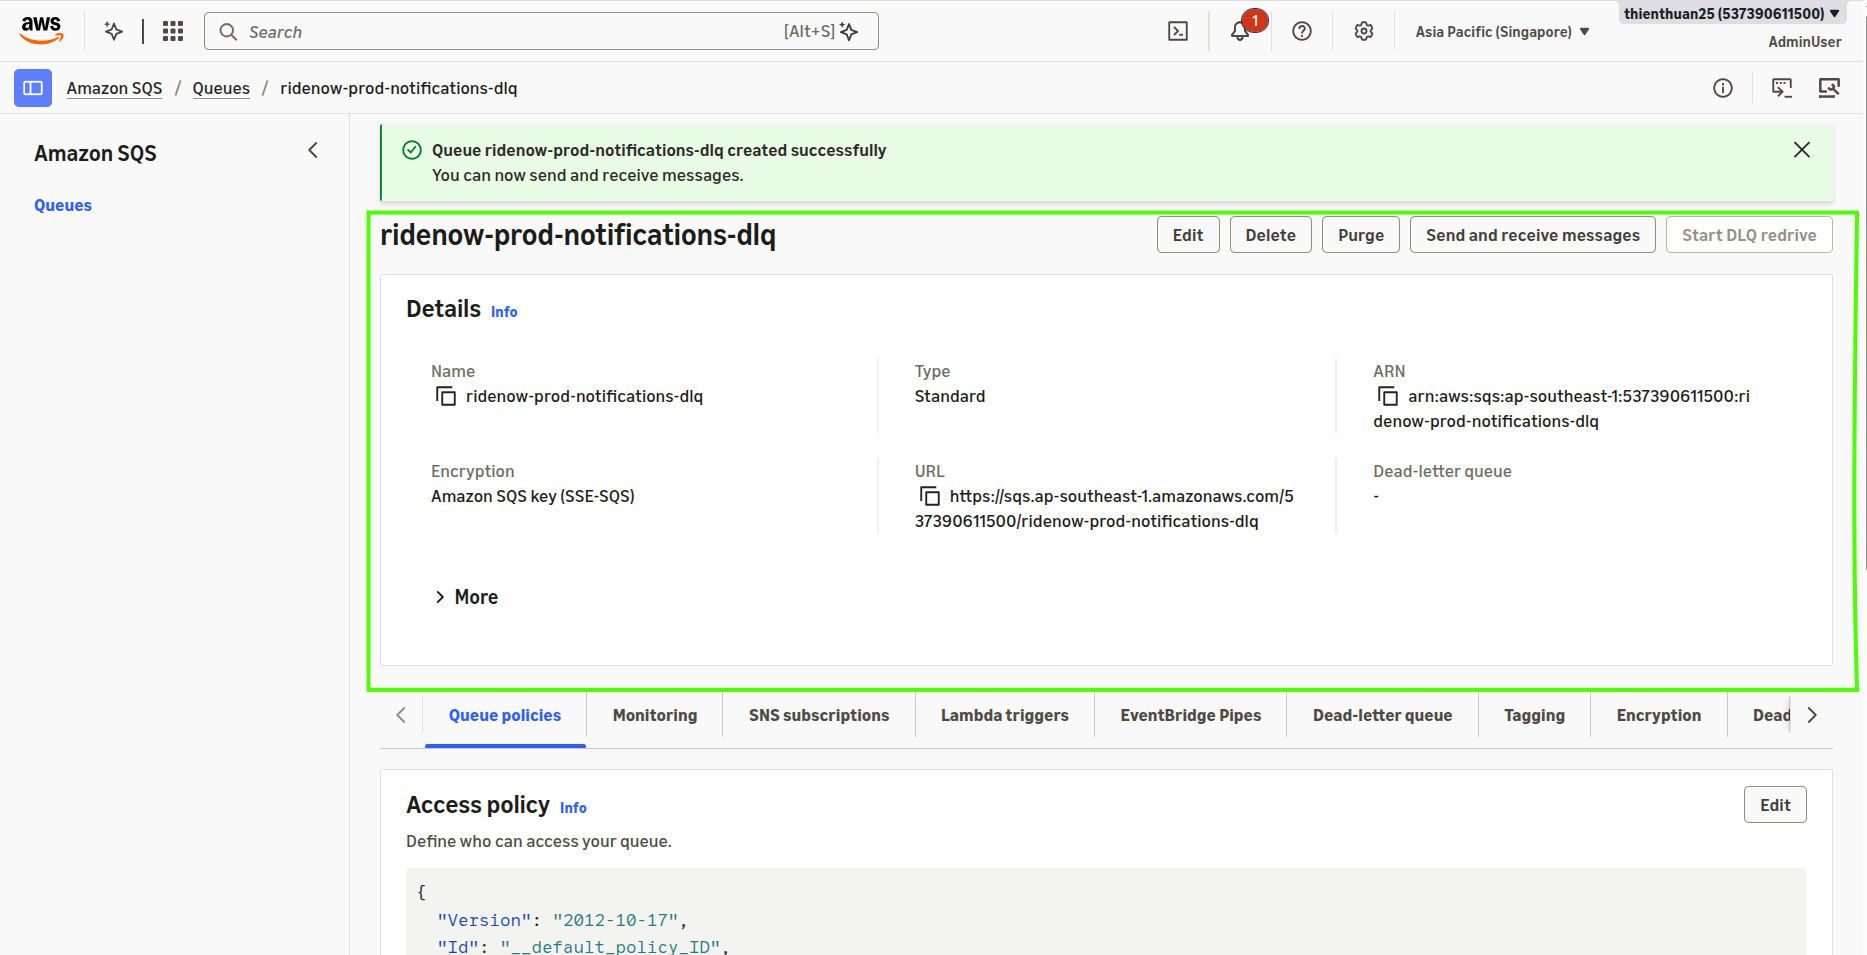 aws
Search
[Alt+S]
1
Asia Pacific (Singapore)
thienthuan25 (537390611500)
AdminUser
Amazon SQS / Queues / ridenow-prod-notifications-dlq
Amazon SQS
Queues
Queue ridenow-prod-notifications-dlq created successfully
You can now send and receive messages.
ridenow-prod-notifications-dlq
Edit
Delete
Purge
Send and receive messages
Start DLQ redrive
Details Info
Name
ridenow-prod-notifications-dlq
Type
Standard
ARN
arn:aws:sqs:ap-southeast-1:537390611500:ri
denow-prod-notifications-dlq
Encryption
Amazon SQS key (SSE-SQS)
URL
https://sqs.ap-southeast-1.amazonaws.com/5
37390611500/ridenow-prod-notifications-dlq
Dead-letter queue
-
More
Queue policies
Monitoring
SNS subscriptions
Lambda triggers
EventBridge Pipes
Dead-letter queue
Tagging
Encryption
Dead
Access policy Info
Edit
Define who can access your queue.
{
"Version": "2012-10-17",
"Id": "__default_policy_ID",